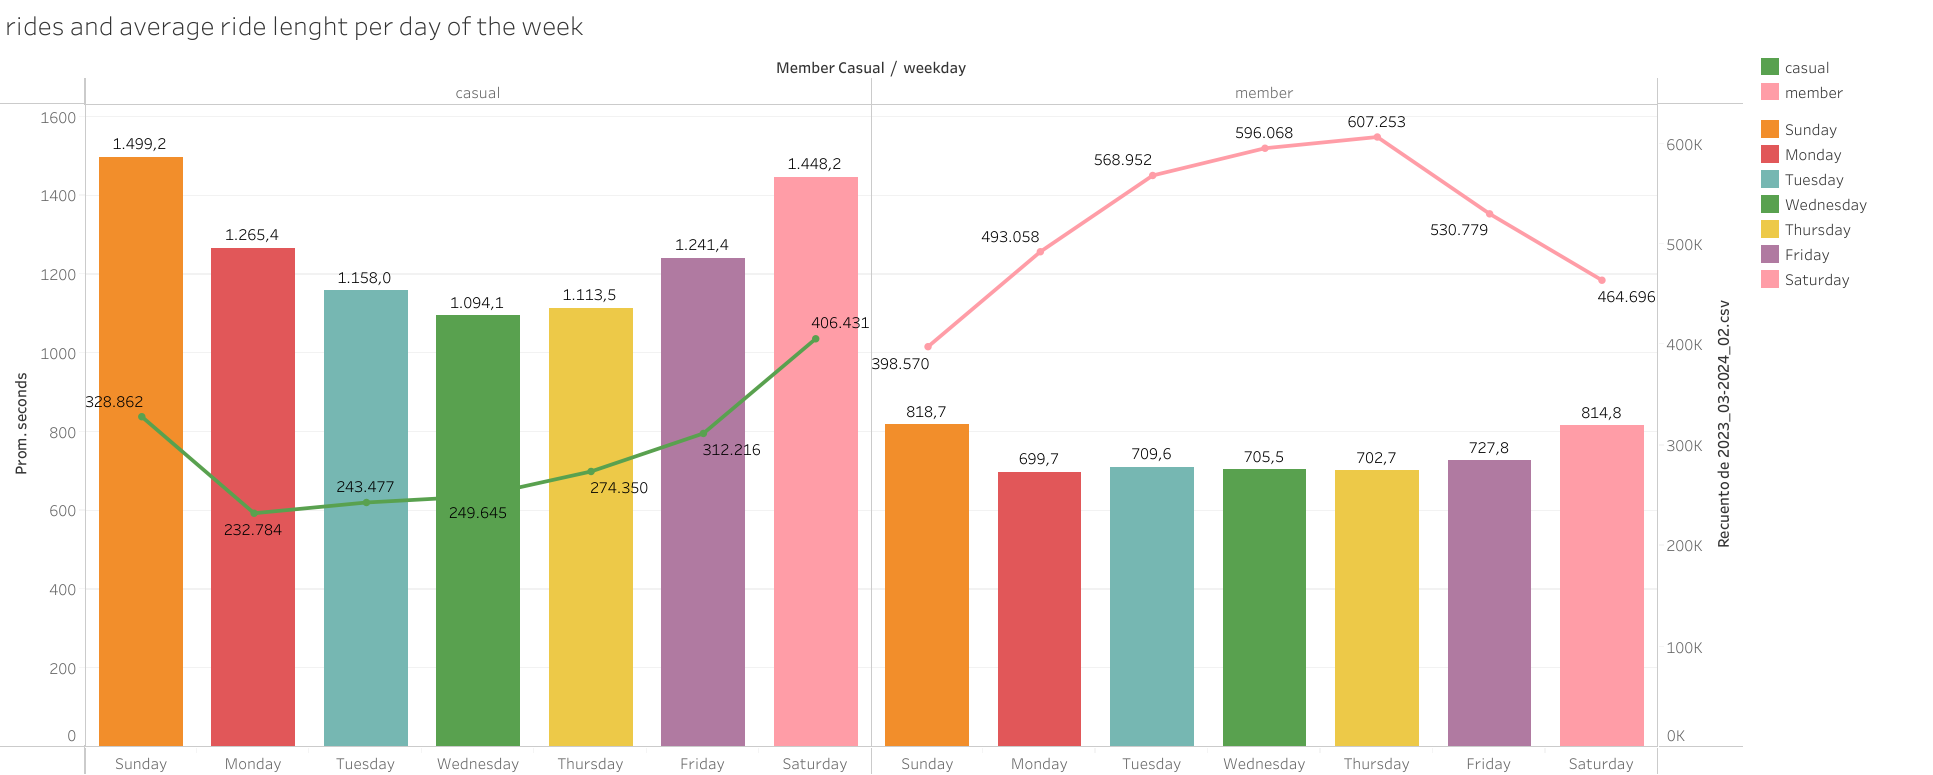 rides and average ride lenght per day of the week
Member Casual / weekday
casual
member
Prom. seconds
1600
1400
1200
1000
800
600
400
200
0
1.499,2
1.265,4
1.158,0
1.094,1
1.113,5
1.241,4
1.448,2
328.862
232.784
243.477
249.645
274.350
312.216
406.431
398.570
493.058
568.952
596.068
607.253
530.779
464.696
818,7
699,7
709,6
705,5
702,7
727,8
814,8
Sunday
Monday
Tuesday
Wednesday
Thursday
Friday
Saturday
Sunday
Monday
Tuesday
Wednesday
Thursday
Friday
Saturday
600K
500K
400K
300K
200K
100K
0K
Recuento de 2023_03-2024_02.csv
casual
member
Sunday
Monday
Tuesday
Wednesday
Thursday
Friday
Saturday